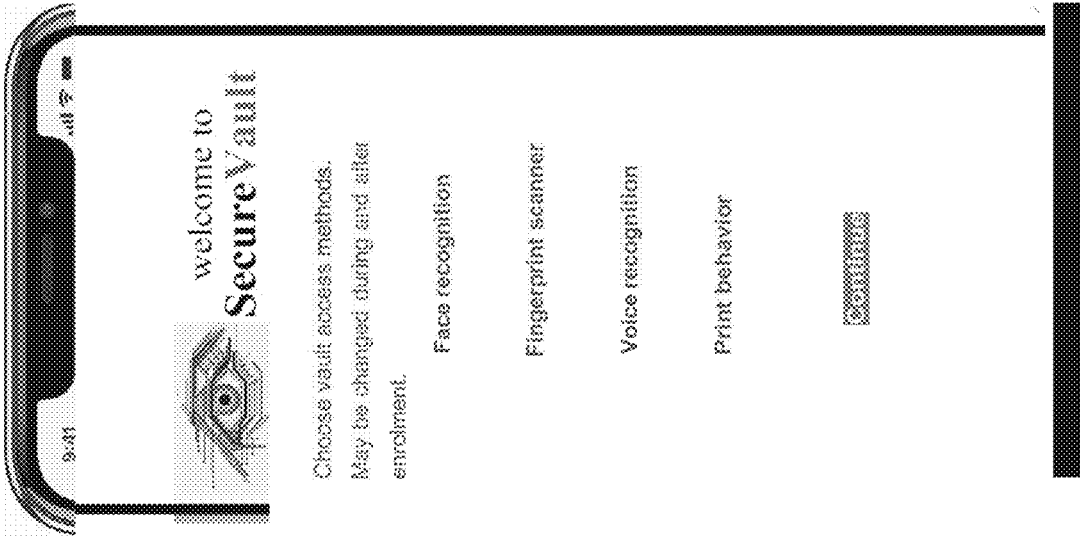 9:41
welcome to
SecureVault
Choose vault access methods.
May be changed during and after
enrolment.
Face recognition
Fingerprint scanner
Voice recognition
Print behavior
Continue